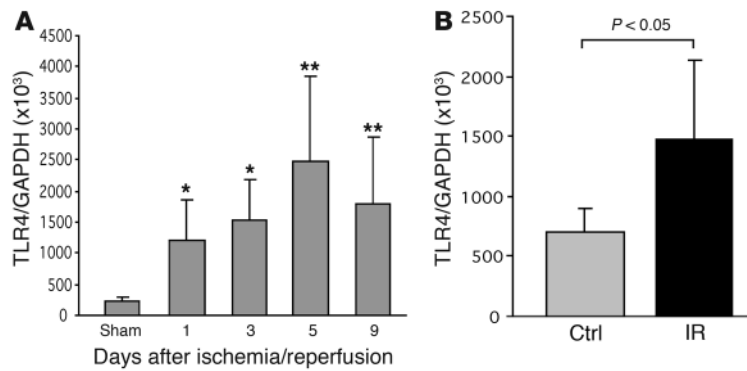 A
TLR4/GAPDH (x10³)
4500
4000
3500
3000
2500
2000
1500
1000
500
0
*
*
**
**
Sham 1 3 5 9
Days after ischemia/reperfusion
B
TLR4/GAPDH (x10³)
2500
2000
1500
1000
500
0
P < 0.05
Ctrl IR